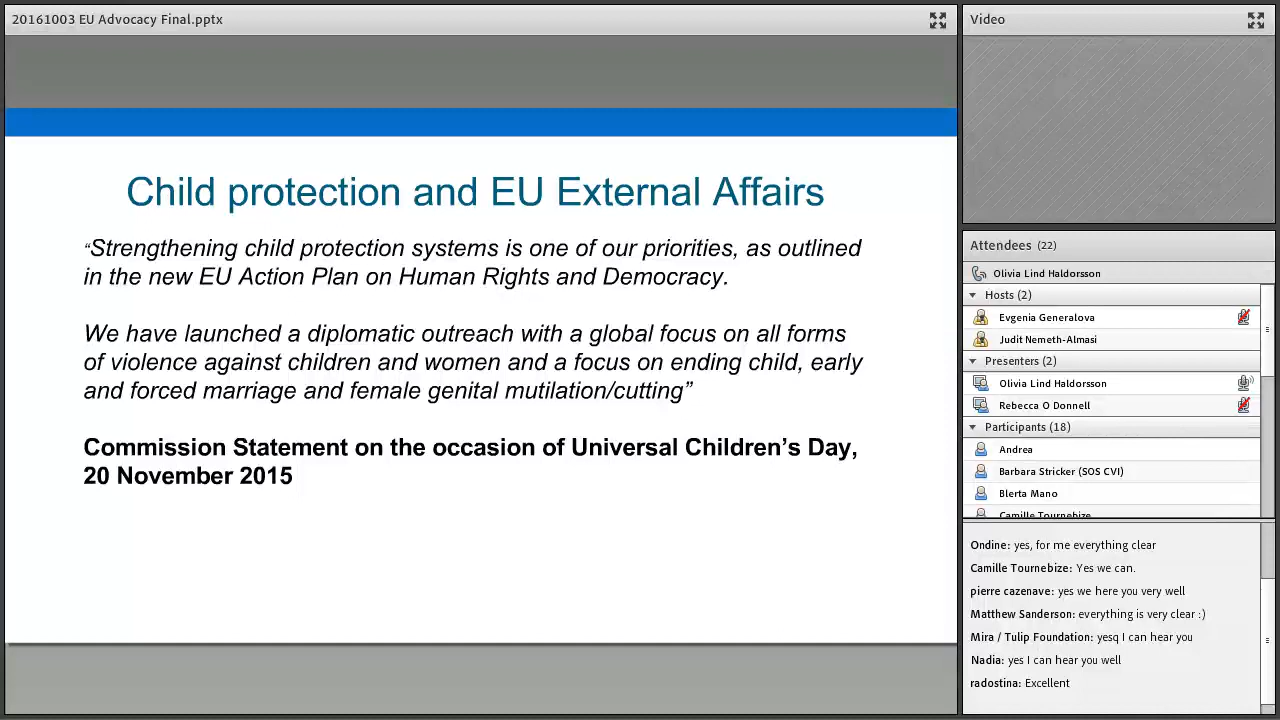 20161003 EU Advocacy Final.pptx
Child protection and EU External Affairs
“Strengthening child protection systems is one of our priorities, as outlined
in the new EU Action Plan on Human Rights and Democracy.
We have launched a diplomatic outreach with a global focus on all forms
of violence against children and women and a focus on ending child, early
and forced marriage and female genital mutilation/cutting”
Commission Statement on the occasion of Universal Children’s Day,
20 November 2015
Video
Attendees (22)
Olivia Lind Haldorsson
Hosts (2)
Evgenia Generalova
Judit Nemeth-Almasi
Presenters (2)
Olivia Lind Haldorsson
Rebecca O Donnell
Participants (18)
Andrea
Barbara Stricker (SOS CVI)
Blerta Mano
Camille Tournebize
Ondine: yes, for me everything clear
Camille Tournebize: Yes we can.
pierre cazenave: yes we here you very well
Matthew Sanderson: everything is very clear :)
Mira / Tulip Foundation: yesq I can hear you
Nadia: yes I can hear you well
radostina: Excellent